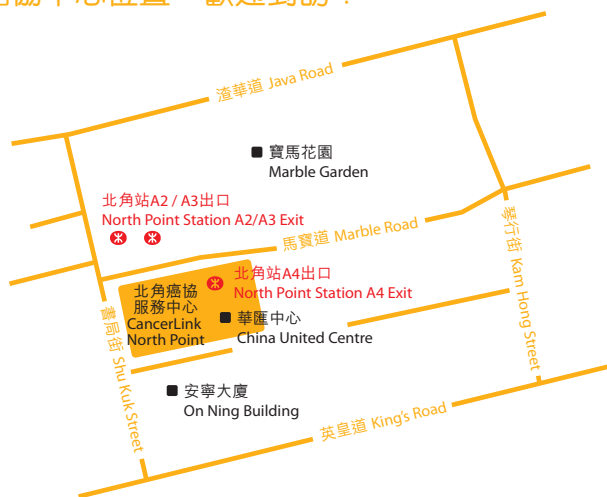 中心位置
渣華道 Java Road
寶馬花園
Marble Garden
北角站A2 / A3出口
North Point Station A2/A3 Exit
馬寶道 Marble Road
琴行街 Kam Hong Street
北角站A4出口
North Point Station A4 Exit
北角癌協
服務中心
CancerLink
North Point
華匯中心
China United Centre
書局街 Shu Kuk Street
安寧大廈
On Ning Building
英皇道 King's Road